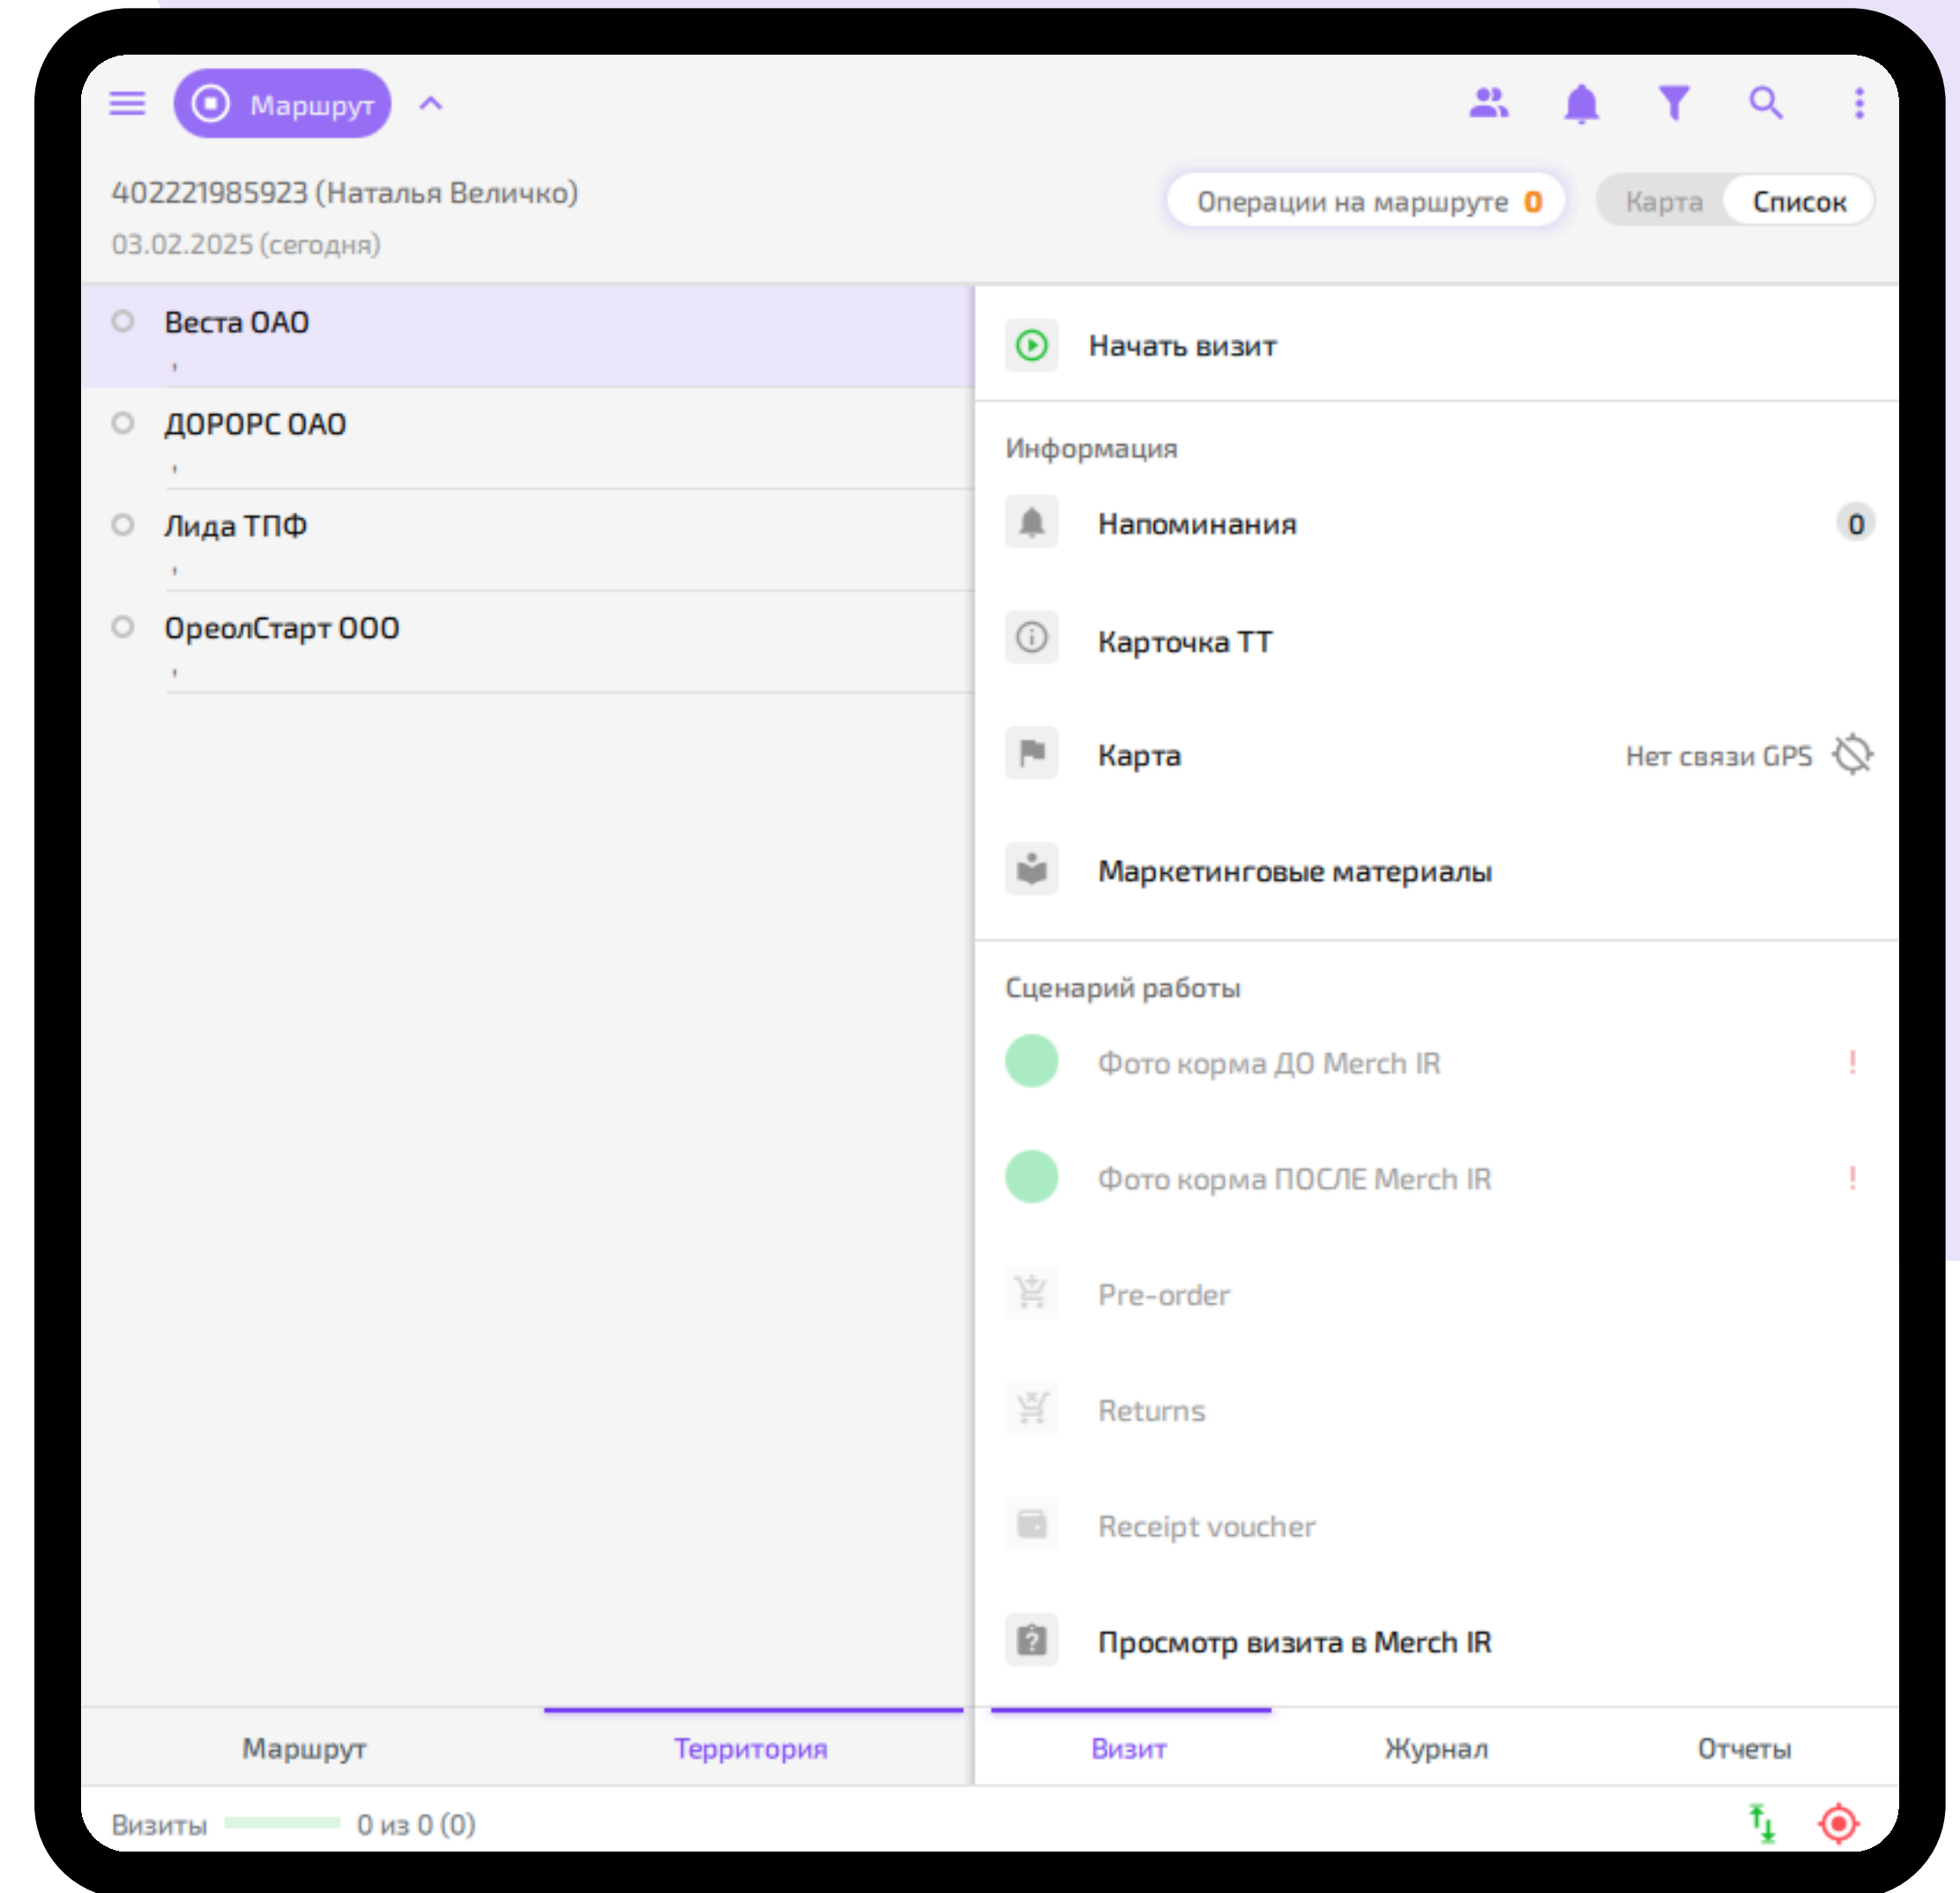 Маршрут
402221985923 (Наталья Величко)
03.02.2025 (сегодня)
Операции на маршруте 0
Карта Список
Веста ОАО
,
ДОРОРС ОАО
,
Лида ТПФ
,
ОреолСтарт ООО
,
Начать визит
Информация
Напоминания 0
Карточка ТТ
Карта Нет связи GPS
Маркетинговые материалы
Сценарий работы
Фото корма ДО Merch IR !
Фото корма ПОСЛЕ Merch IR !
Pre-order
Returns
Receipt voucher
Просмотр визита в Merch IR
Маршрут Территория Визит Журнал Отчеты
Визиты 0 из 0 (0)